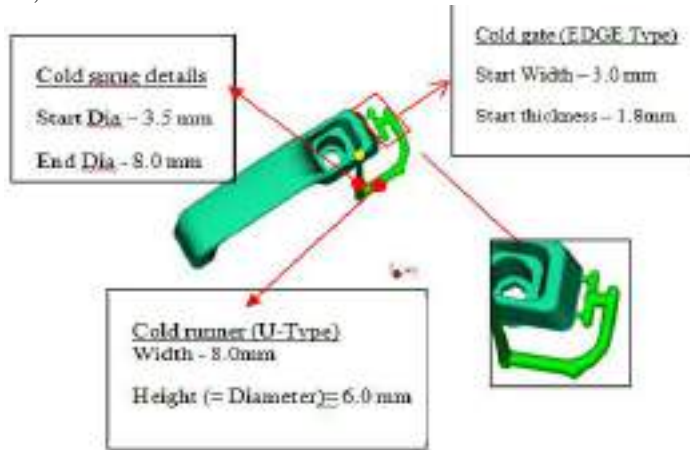 Cold sprue details
Start Dia – 3.5 mm
End Dia - 8.0 mm
Cold gate (EDGE Type)
Start Width – 3.0 mm
Start thickness – 1.8mm
Cold runner (U-Type)
Width - 8.0mm
Height (= Diameter)= 6.0 mm